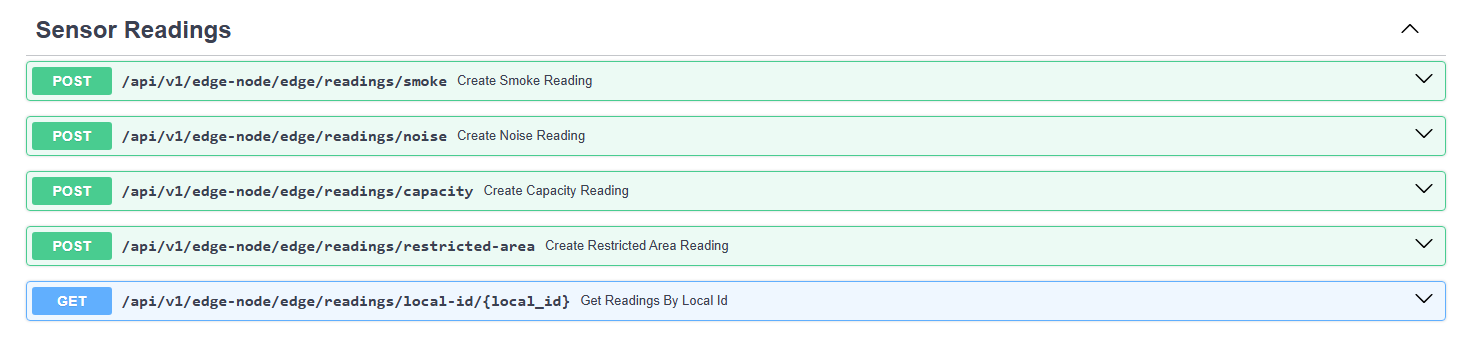 Sensor Readings
POST /api/v1/edge-node/edge/readings/smoke Create Smoke Reading
POST /api/v1/edge-node/edge/readings/noise Create Noise Reading
POST /api/v1/edge-node/edge/readings/capacity Create Capacity Reading
POST /api/v1/edge-node/edge/readings/restricted-area Create Restricted Area Reading
GET /api/v1/edge-node/edge/readings/local-id/{local_id} Get Readings By Local Id